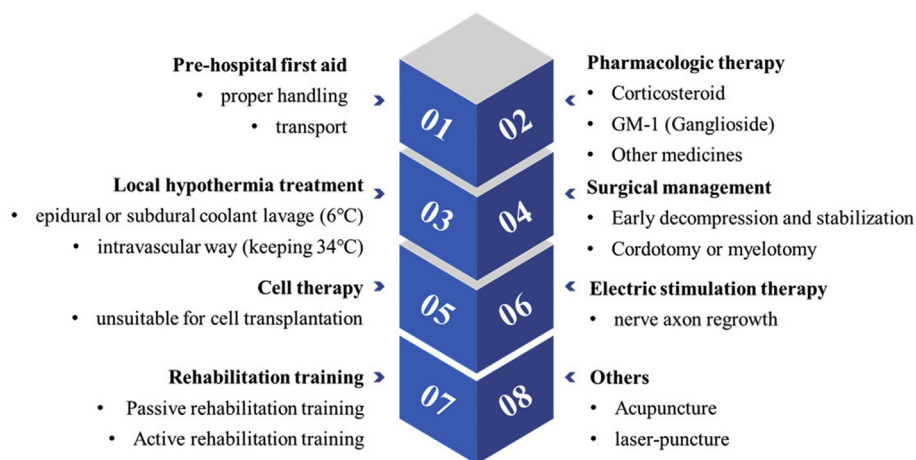 Pre-hospital first aid
• proper handling
• transport
01
02
Pharmacologic therapy
• Corticosteroid
• GM-1 (Ganglioside)
• Other medicines
Local hypothermia treatment
• epidural or subdural coolant lavage (6℃)
• intravascular way (keeping 34℃)
03
04
Surgical management
• Early decompression and stabilization
• Cordotomy or myelotomy
Cell therapy
• unsuitable for cell transplantation
05
06
Electric stimulation therapy
• nerve axon regrowth
Rehabilitation training
• Passive rehabilitation training
• Active rehabilitation training
07
08
Others
• Acupuncture
• laser-puncture